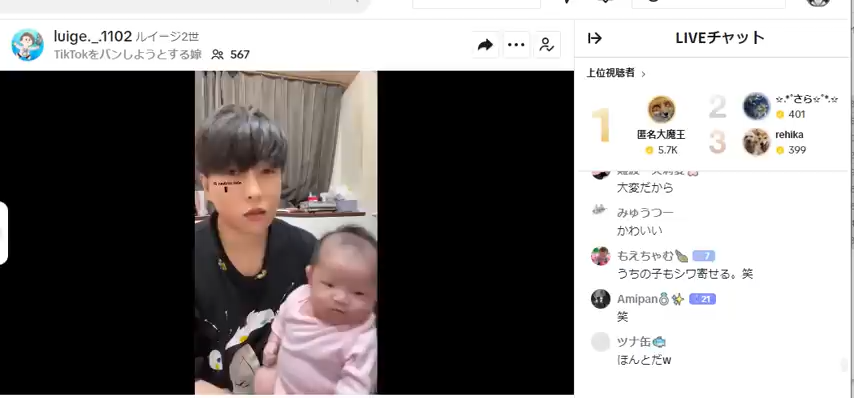 luige._.1102 ルイージ2世
TikTokをバンしようとする嫁 567
LIVEチャット
上位視聴者
1
匿名大魔王
5.7K
2
☆.*˚さら☆˚*.☆
401
3
rehika
399
大変だから
みゅうつー
かわいい
もえちゃむ 7
うちの子もシワ寄せる。笑
Amipan 21
笑
ツナ缶
ほんとだw